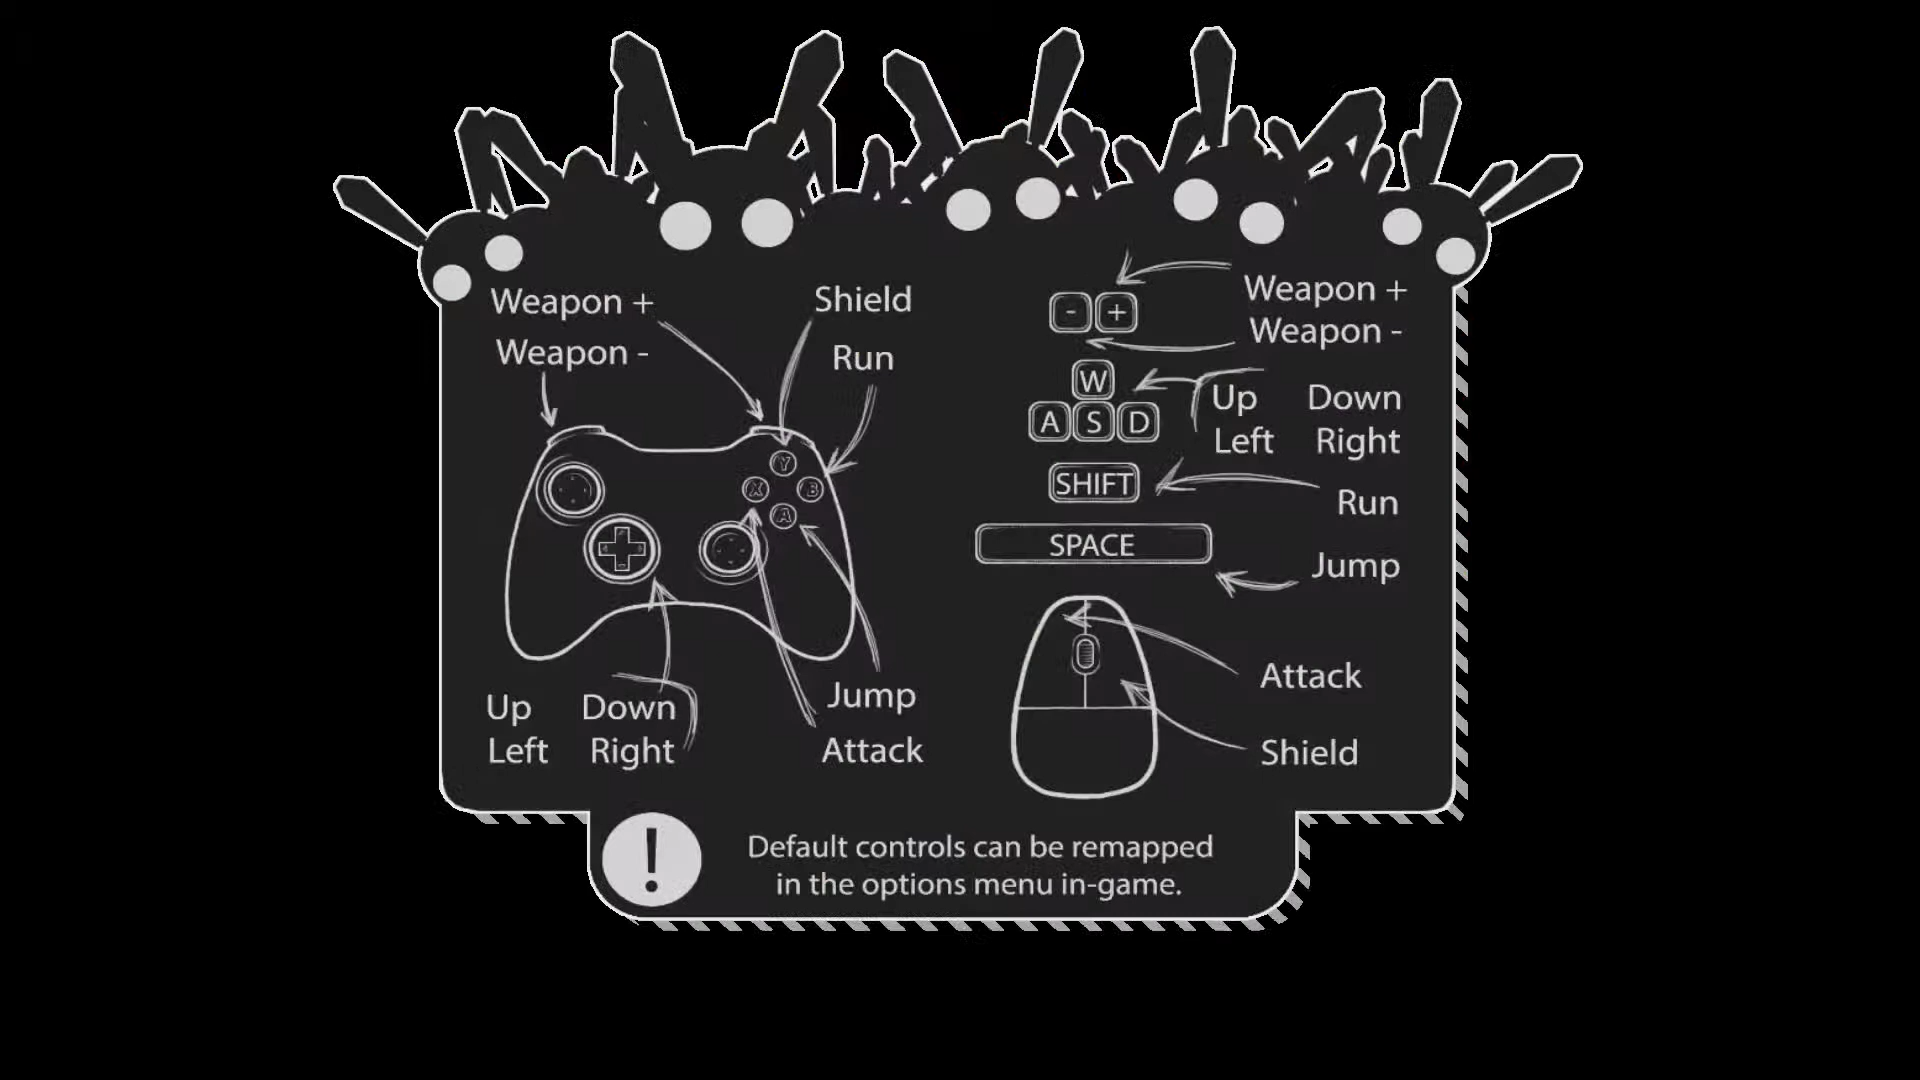 Weapon +
Weapon -
Shield
Run
Y
X
B
A
Up Down
Left Right
Jump
Attack
- +
Weapon +
Weapon -
W
A S D
Up Down
Left Right
SHIFT
Run
SPACE
Jump
Attack
Shield
!
Default controls can be remapped
in the options menu in-game.